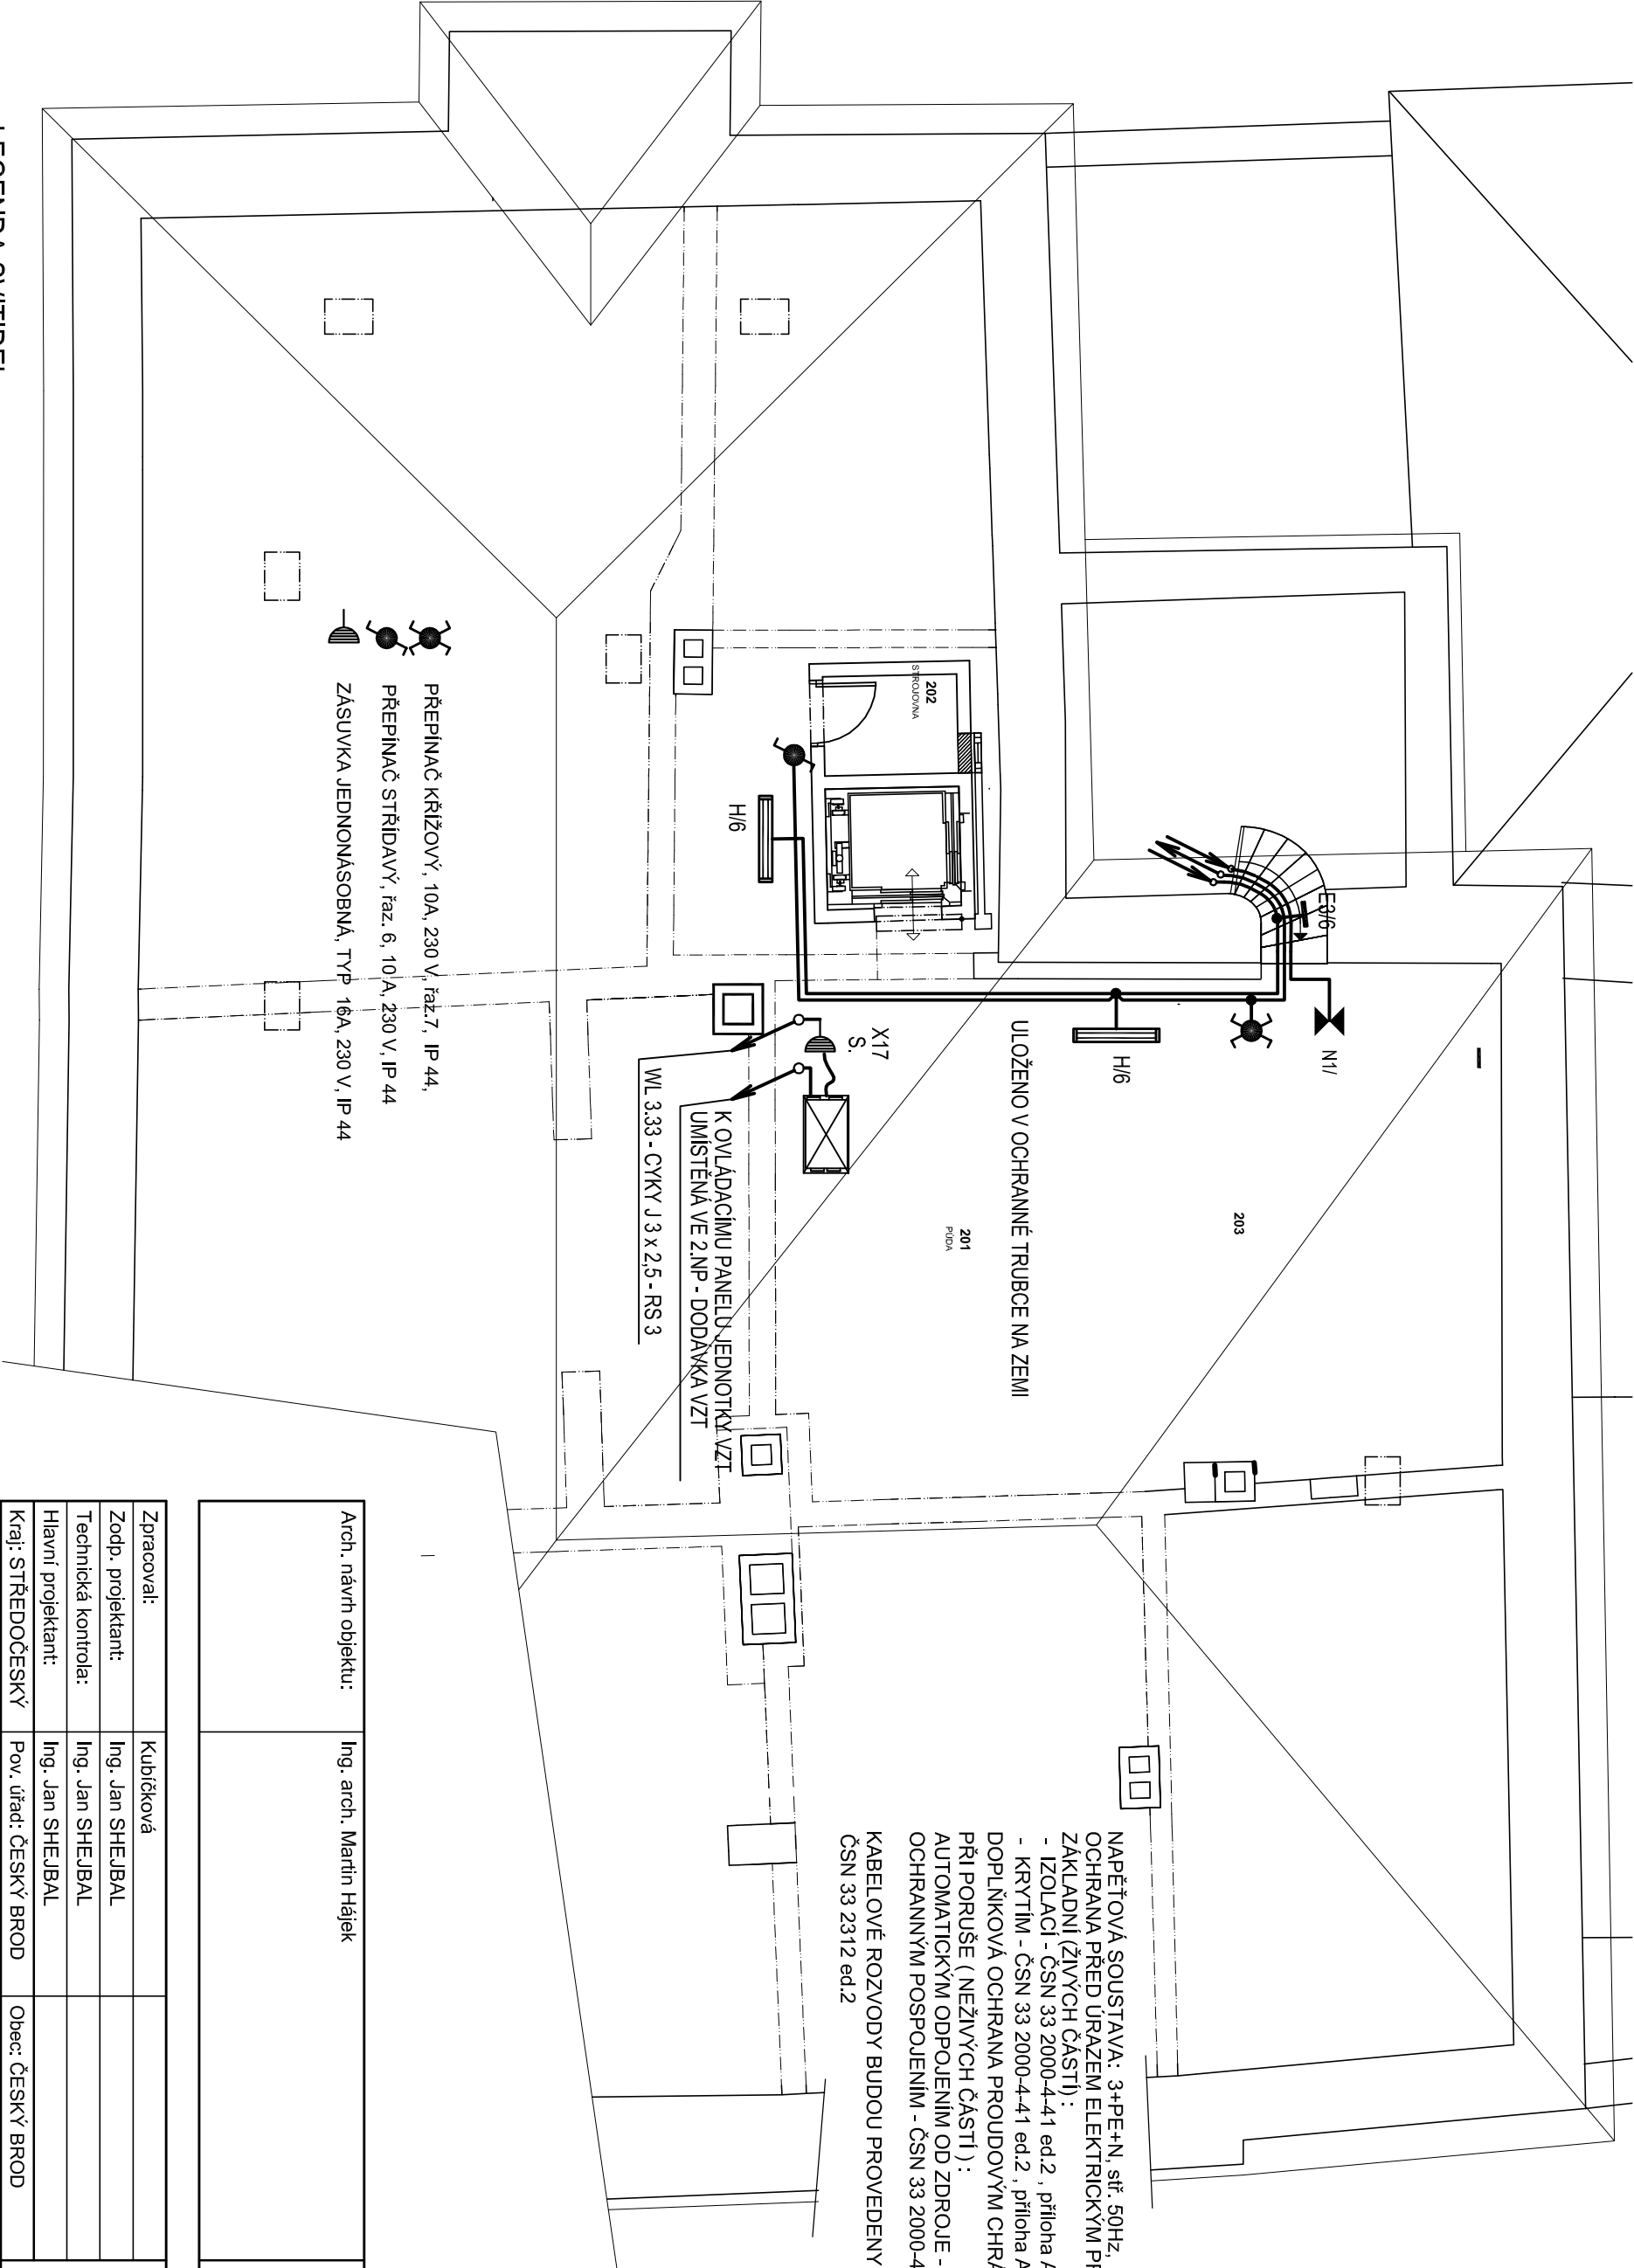 202
STROJOVNA
H/6
E3/6
N1/
H/6
X17
S.
ULOŽENO V OCHRANNÉ TRUBCE NA ZEMI
203
201
PŮDA
K OVLÁDACÍMU PANELU JEDNOTKY VZT
UMÍSTĚNÁ VE 2.NP - DODÁVKA VZT
WL 3.33 - CYKY J 3 x 2,5 - RS 3
PŘEPÍNAČ KŘÍŽOVÝ, 10A, 230 V, řaz.7, IP 44,
PŘEPÍNAČ STŘÍDAVÝ, řaz. 6, 10 A, 230 V, IP 44
ZÁSUVKA JEDNONÁSOBNÁ, TYP 16A, 230 V, IP 44
NAPĚŤOVÁ SOUSTAVA: 3+PE+N, stř. 50Hz,
OCHRANA PŘED ÚRAZEM ELEKTRICKÝM
ZÁKLADNÍ (ŽIVÝCH ČÁSTÍ) :
- IZOLACÍ - ČSN 33 2000-4-41 ed.2 , příloha A
- KRYTÍM - ČSN 33 2000-4-41 ed.2 , příloha A
DOPLŇKOVÁ OCHRANA PROUDOVÝM
PŘI PORUŠE ( NEŽIVÝCH ČÁSTÍ ) :
AUTOMATICKÝM ODPOJENÍM OD ZDROJE -
OCHRANNÝM POSPOJENÍM - ČSN 33 2000-4
KABELOVÉ ROZVODY BUDOU PROVEDENY
ČSN 33 2312 ed.2
Arch. návrh objektu: Ing. arch. Martin Hájek
Zpracoval: Kubíčková
Zodp. projektant: Ing. Jan SHEJBAL
Technická kontrola: Ing. Jan SHEJBAL
Hlavní projektant: Ing. Jan SHEJBAL
Kraj: STŘEDOČESKÝ Pov. úřad: ČESKÝ BROD Obec: ČESKÝ BROD